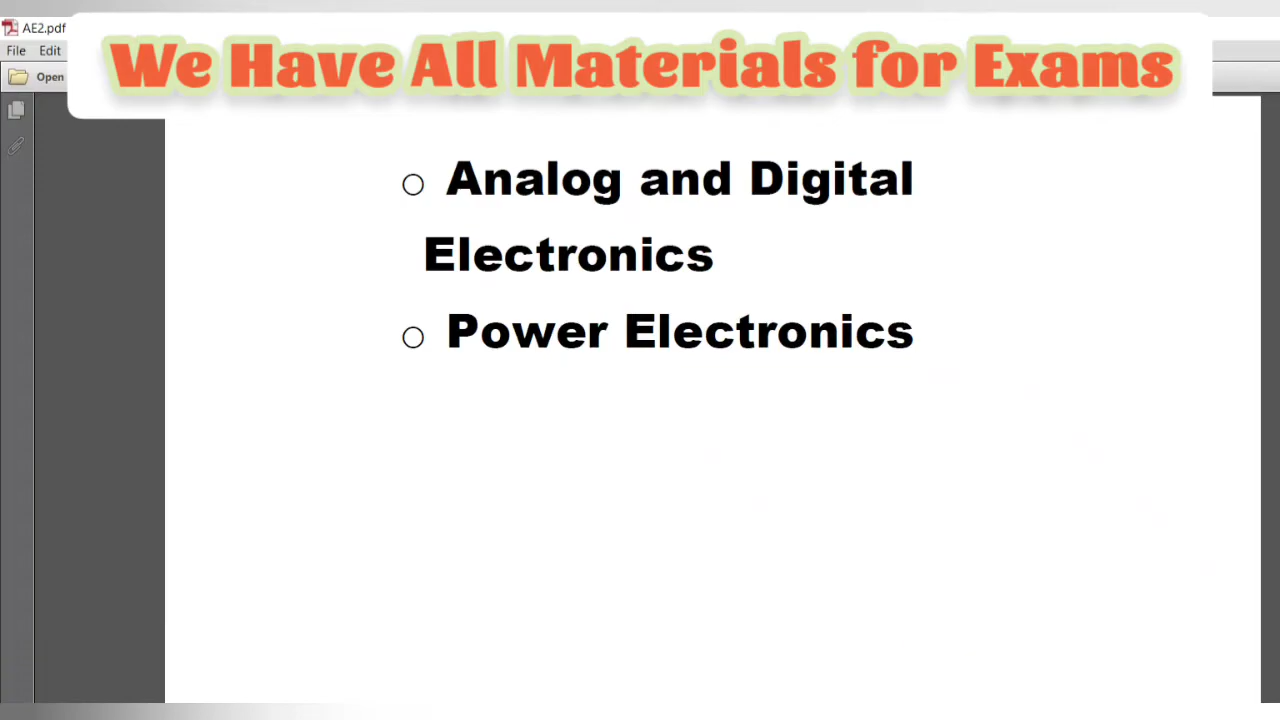 AE2.pdf
File Edit
Open
We Have All Materials for Exams
○ Analog and Digital
Electronics
○ Power Electronics